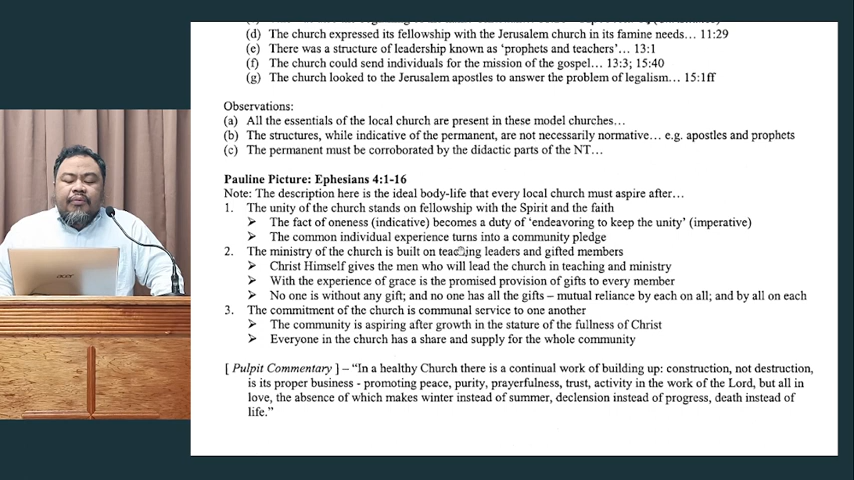 (d) The church expressed its fellowship with the Jerusalem church in its famine needs… 11:29
(e) There was a structure of leadership known as ‘prophets and teachers’… 13:1
(f) The church could send individuals for the mission of the gospel… 13:3; 15:40
(g) The church looked to the Jerusalem apostles to answer the problem of legalism… 15:1ff
Observations:
(a) All the essentials of the local church are present in these model churches…
(b) The structures, while indicative of the permanent, are not necessarily normative… e.g. apostles and prophets
(c) The permanent must be corroborated by the didactic parts of the NT…
Pauline Picture: Ephesians 4:1-16
Note: The description here is the ideal body-life that every local church must aspire after…
1. The unity of the church stands on fellowship with the Spirit and the faith
➢ The fact of oneness (indicative) becomes a duty of ‘endeavoring to keep the unity’ (imperative)
➢ The common individual experience turns into a community pledge
2. The ministry of the church is built on teaching leaders and gifted members
➢ Christ Himself gives the men who will lead the church in teaching and ministry
➢ With the experience of grace is the promised provision of gifts to every member
➢ No one is without any gift; and no one has all the gifts – mutual reliance by each on all; and by all on each
3. The commitment of the church is communal service to one another
➢ The community is aspiring after growth in the stature of the fullness of Christ
➢ Everyone in the church has a share and supply for the whole community
[ Pulpit Commentary ] – “In a healthy Church there is a continual work of building up: construction, not destruction,
is its proper business - promoting peace, purity, prayerfulness, trust, activity in the work of the Lord, but all in
love, the absence of which makes winter instead of summer, declension instead of progress, death instead of
life.”
acer